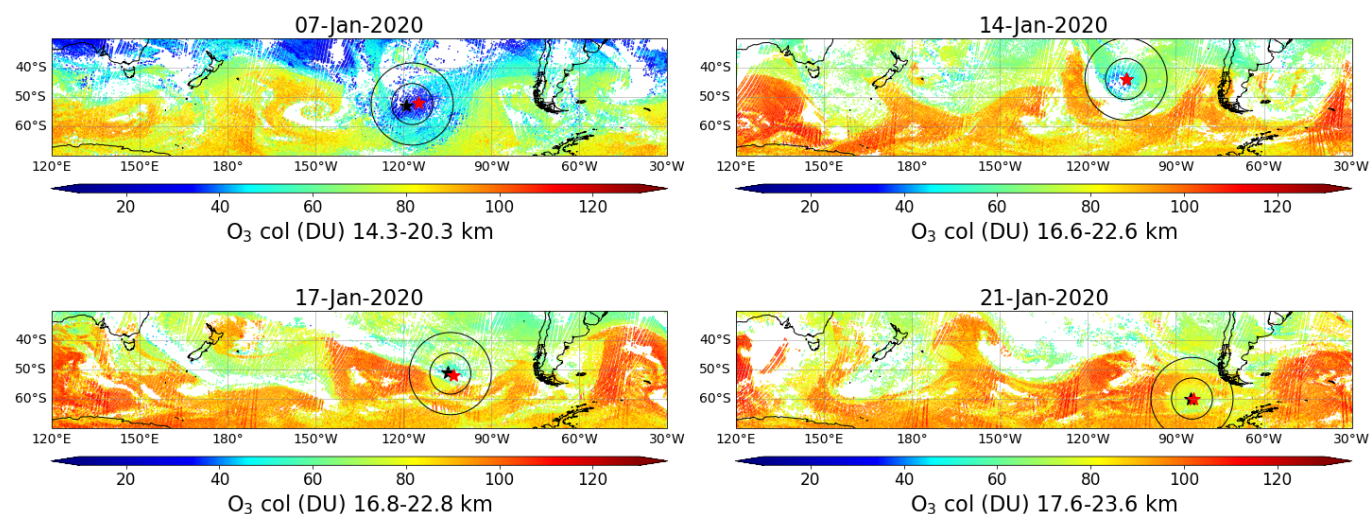 07-Jan-2020
40°S
50°S
60°S
120°E 150°E 180° 150°W 120°W 90°W 60°W 30°W
20 40 60 80 100 120
O₃ col (DU) 14.3-20.3 km
14-Jan-2020
40°S
50°S
60°S
120°E 150°E 180° 150°W 120°W 90°W 60°W 30°W
20 40 60 80 100 120
O₃ col (DU) 16.6-22.6 km
17-Jan-2020
40°S
50°S
60°S
120°E 150°E 180° 150°W 120°W 90°W 60°W 30°W
20 40 60 80 100 120
O₃ col (DU) 16.8-22.8 km
21-Jan-2020
40°S
50°S
60°S
120°E 150°E 180° 150°W 120°W 90°W 60°W 30°W
20 40 60 80 100 120
O₃ col (DU) 17.6-23.6 km